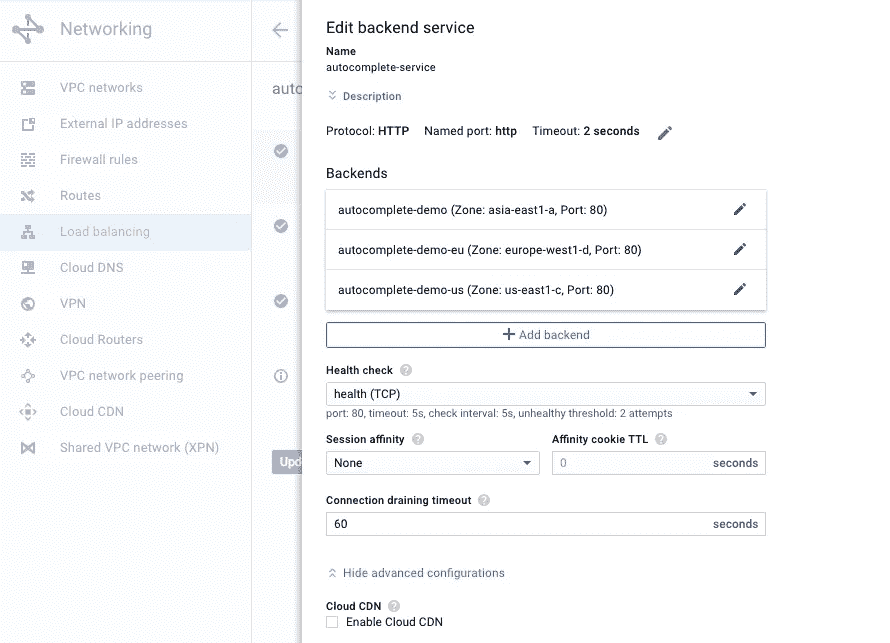 Networking
VPC networks
External IP addresses
Firewall rules
Routes
Load balancing
Cloud DNS
VPN
Cloud Routers
VPC network peering
Cloud CDN
Shared VPC network (XPN)
auto
Upd
Edit backend service
Name
autocomplete-service
Description
Protocol: HTTP Named port: http Timeout: 2 seconds
Backends
autocomplete-demo (Zone: asia-east1-a, Port: 80)
autocomplete-demo-eu (Zone: europe-west1-d, Port: 80)
autocomplete-demo-us (Zone: us-east1-c, Port: 80)
Add backend
Health check
health (TCP)
port: 80, timeout: 5s, check interval: 5s, unhealthy threshold: 2 attempts
Session affinity Affinity cookie TTL
None 0 seconds
Connection draining timeout
60 seconds
Hide advanced configurations
Cloud CDN
Enable Cloud CDN